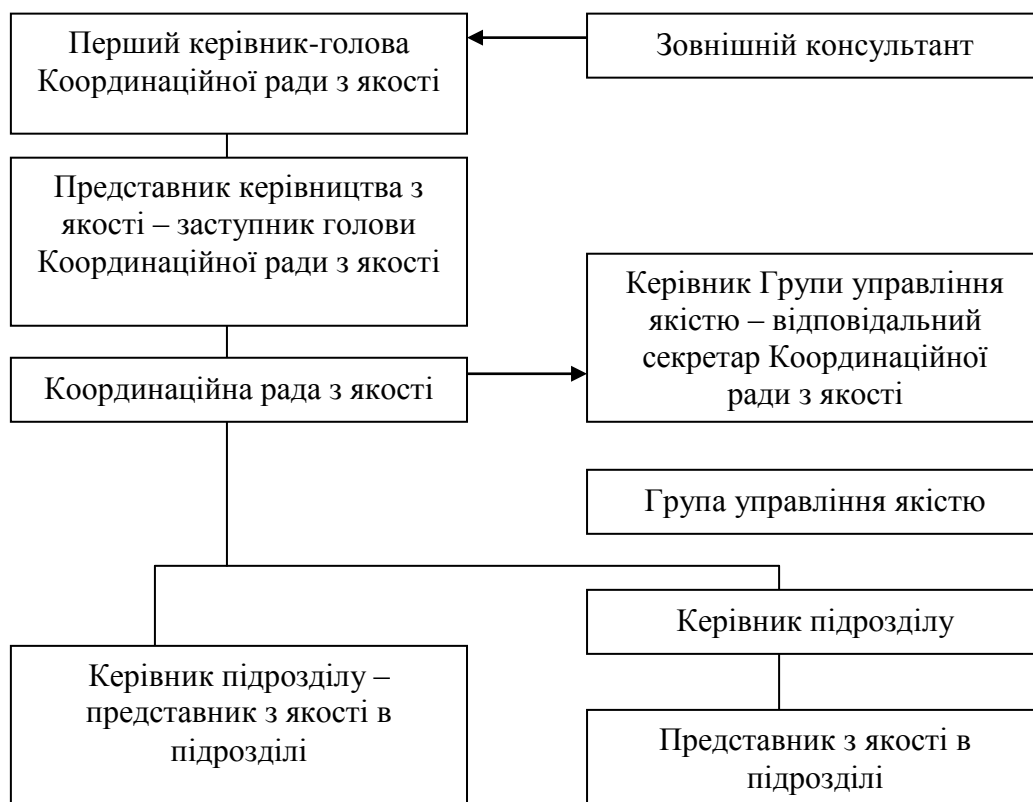 Перший керівник-голова
Координаційної ради з якості
Зовнішній консультант
Представник керівництва з
якості – заступник голови
Координаційної ради з якості
Керівник Групи управління
якістю – відповідальний
секретар Координаційної
ради з якості
Координаційна рада з якості
Група управління якістю
Керівник підрозділу
Керівник підрозділу –
представник з якості в
підрозділі
Представник з якості в
підрозділі